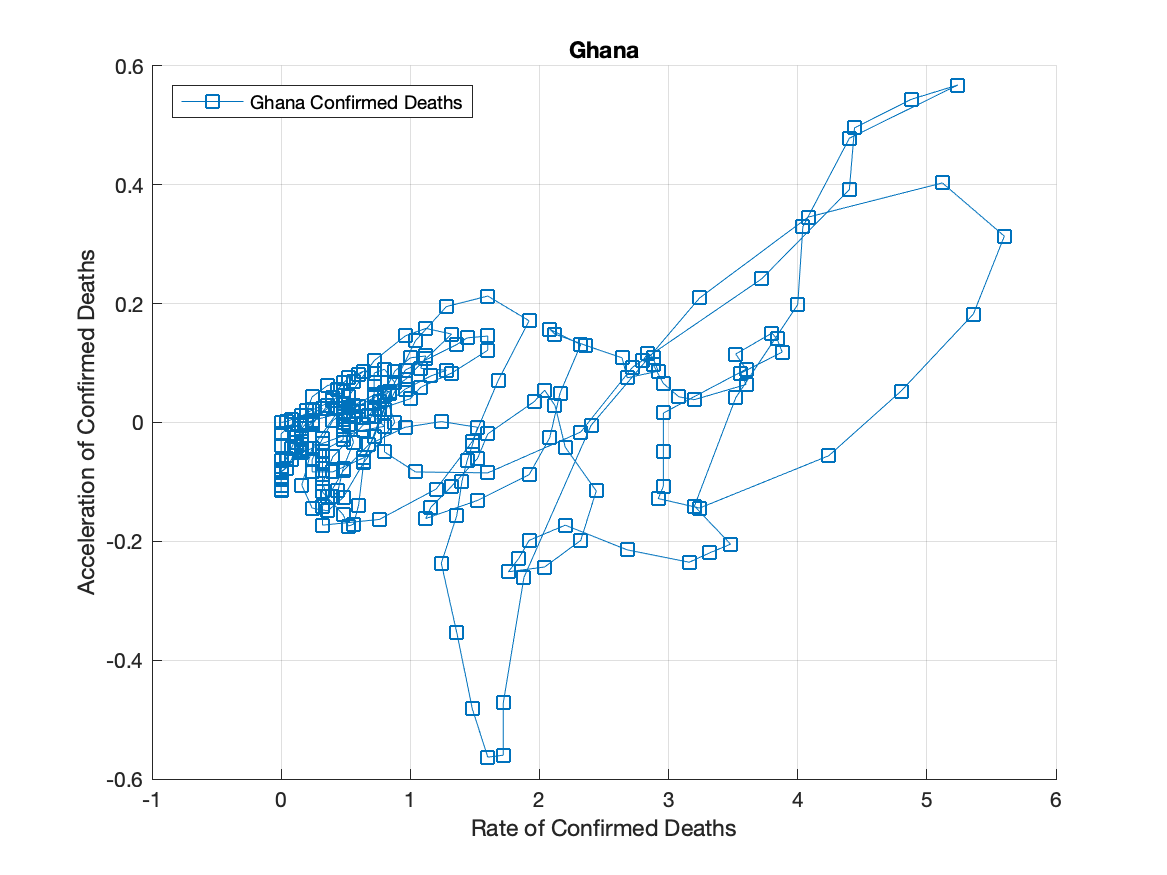 Ghana
Ghana Confirmed Deaths
Acceleration of Confirmed Deaths
0.6
0.4
0.2
0
-0.2
-0.4
-0.6
-1 0 1 2 3 4 5 6
Rate of Confirmed Deaths